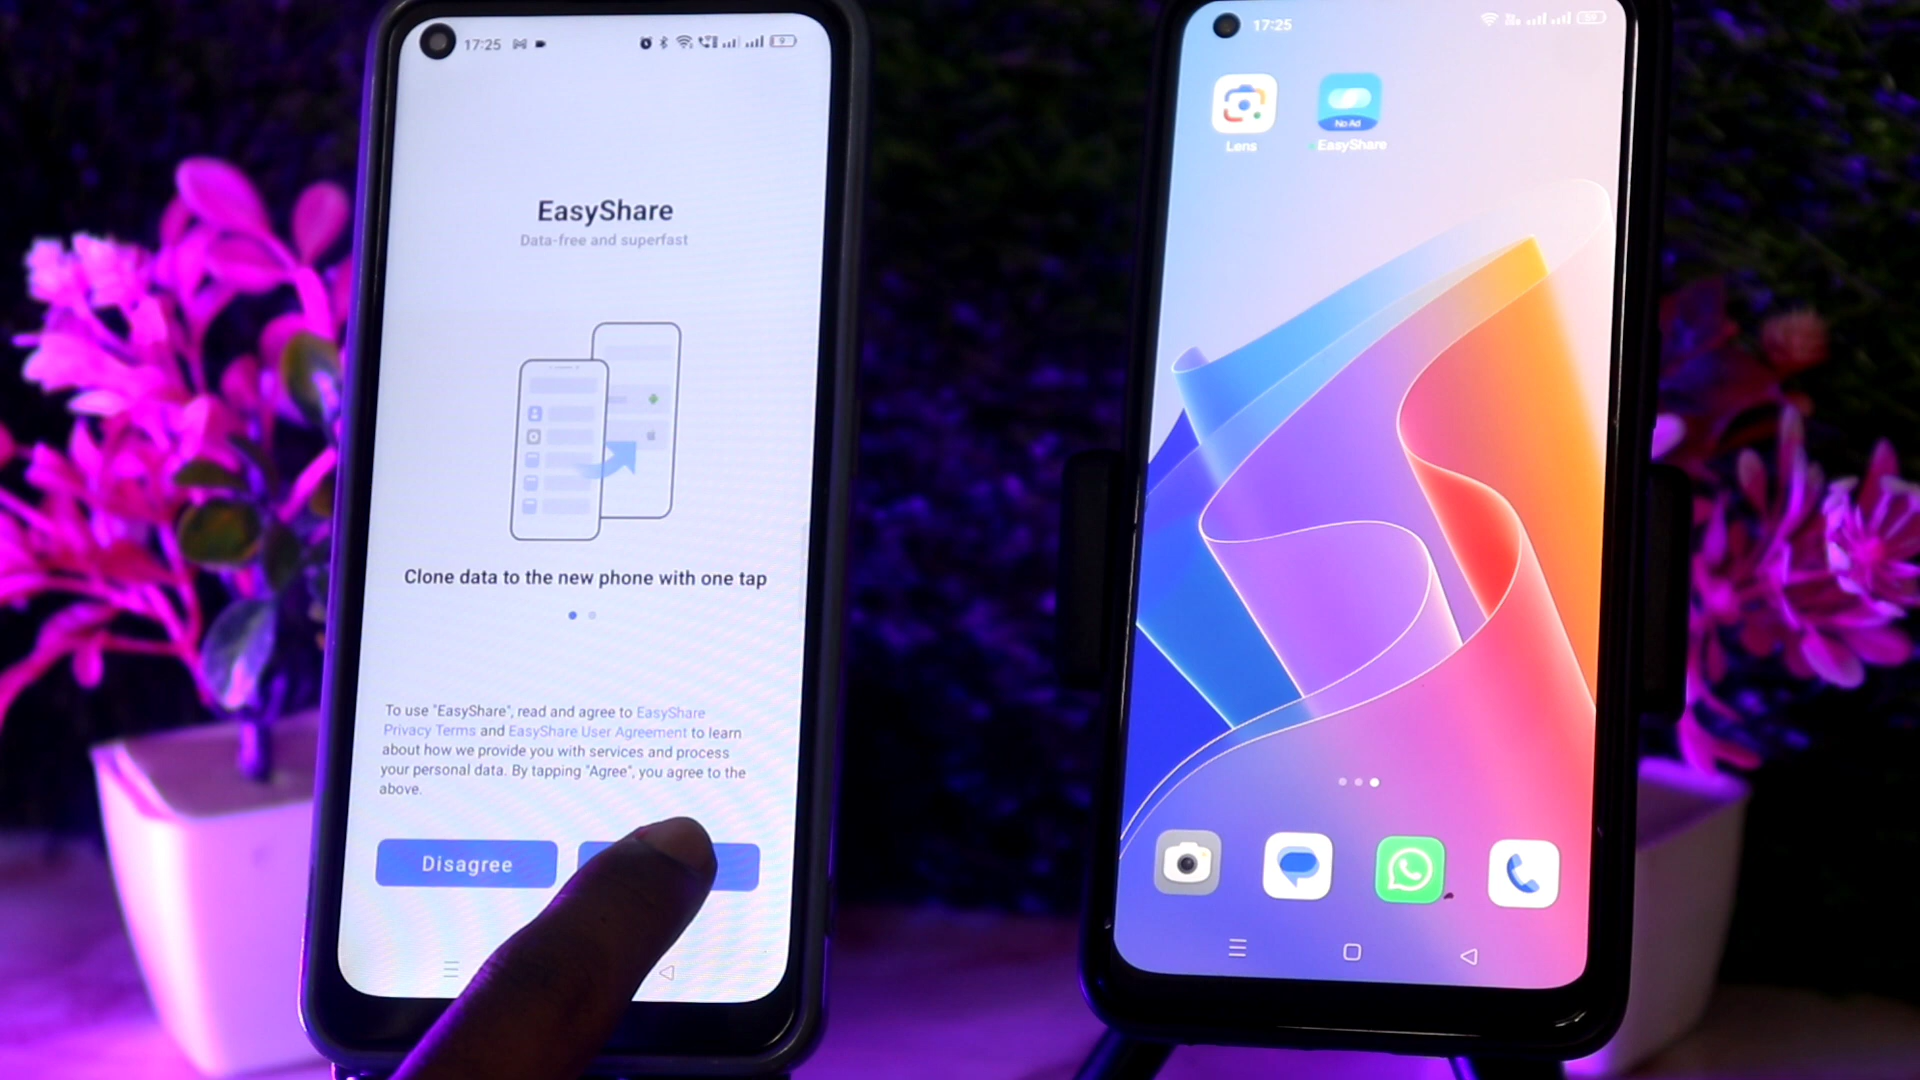 17:25
9
EasyShare
Data-free and superfast
Clone data to the new phone with one tap
To use "EasyShare", read and agree to EasyShare
Privacy Terms and EasyShare User Agreement to learn
about how we provide you with services and process
your personal data. By tapping "Agree", you agree to the
above.
Disagree
17:25
59
Lens
No Ad
EasyShare